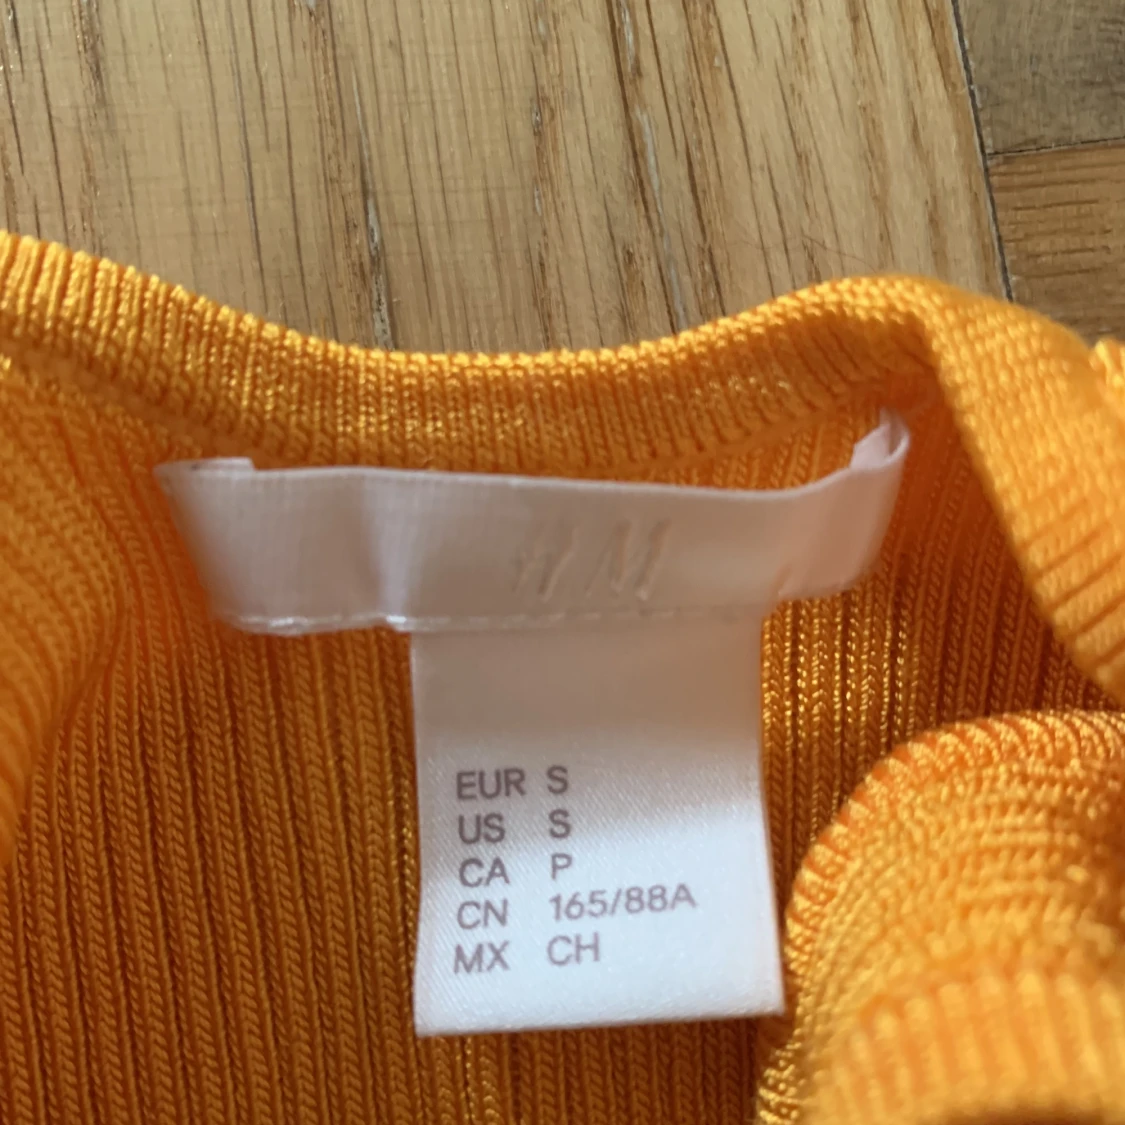 H M
EUR S
US S
CA P
CN 165/88A
MX CH